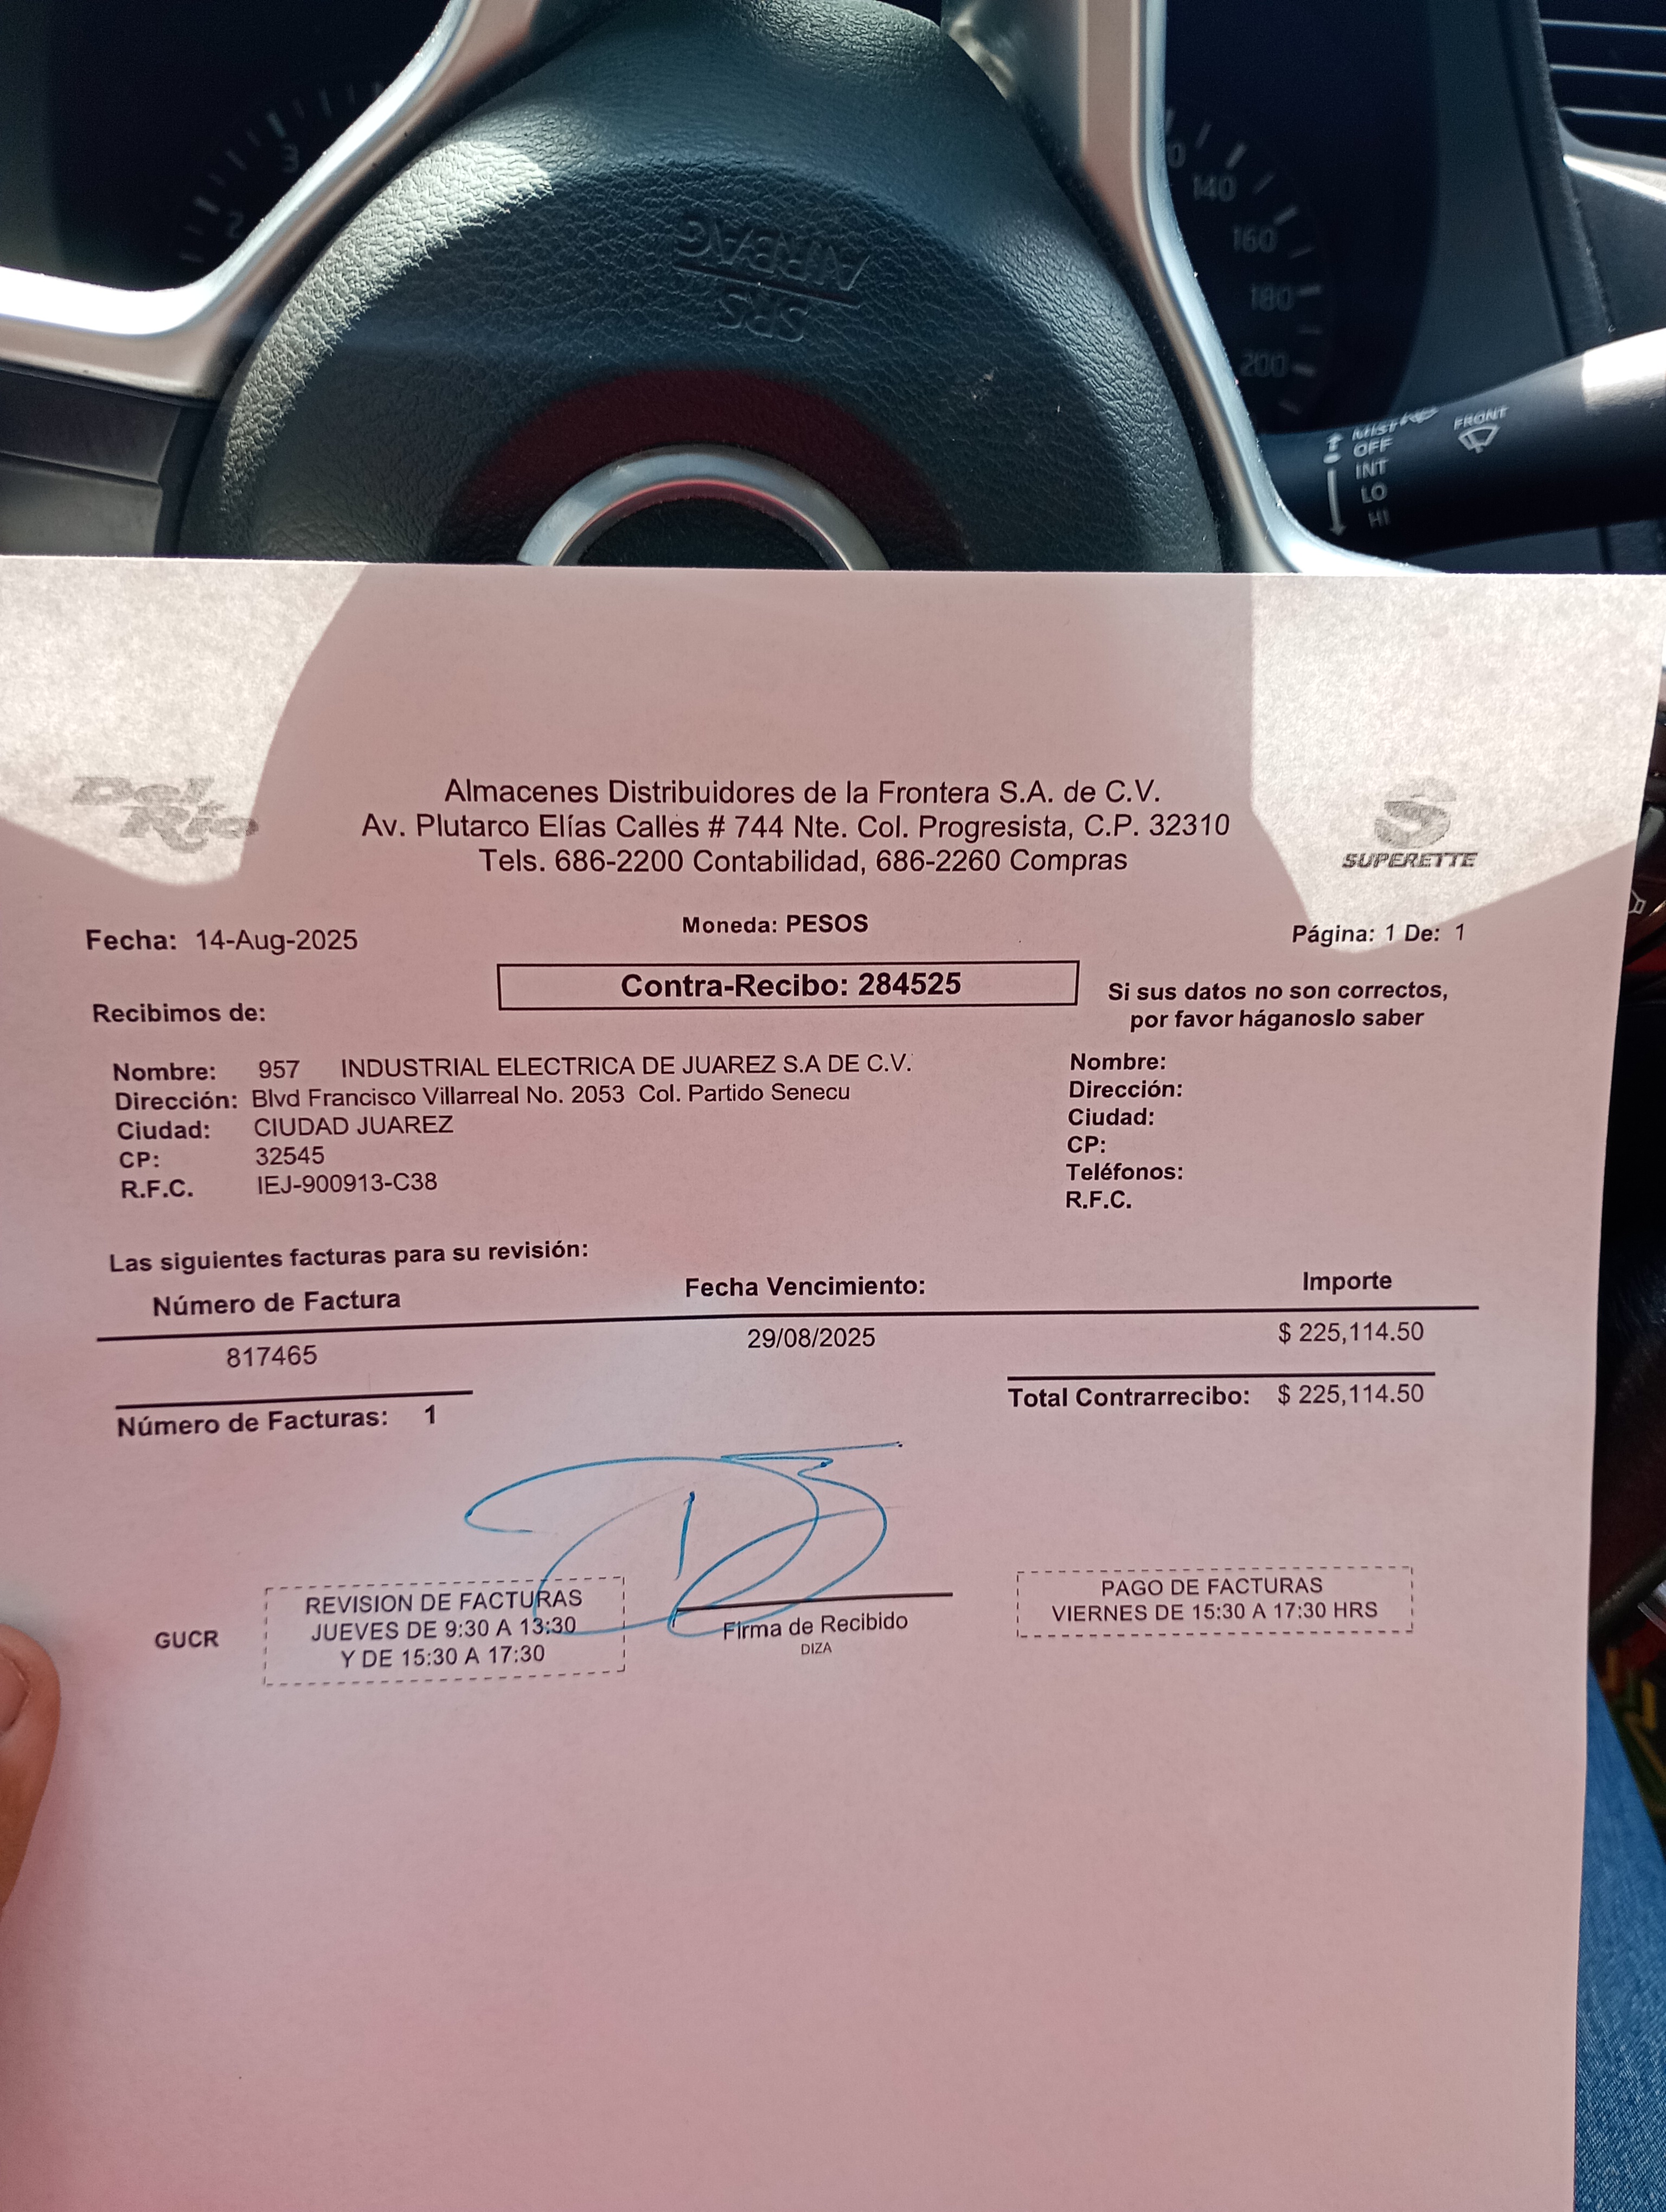 3
2
SRS
AIRBAG
140
160
180
200
MIST
OFF
INT
LO
HI
FRONT
Del Rio
Almacenes Distribuidores de la Frontera S.A. de C.V.
Av. Plutarco Elías Calles # 744 Nte. Col. Progresista, C.P. 32310
Tels. 686-2200 Contabilidad, 686-2260 Compras
SUPERETTE
Fecha: 14-Aug-2025
Moneda: PESOS
Página: 1 De: 1
Contra-Recibo: 284525
Si sus datos no son correctos,
por favor háganoslo saber
Recibimos de:
Nombre: 957 INDUSTRIAL ELECTRICA DE JUAREZ S.A DE C.V.
Dirección: Blvd Francisco Villarreal No. 2053 Col. Partido Senecu
Ciudad: CIUDAD JUAREZ
CP: 32545
R.F.C. IEJ-900913-C38
Nombre:
Dirección:
Ciudad:
CP:
Teléfonos:
R.F.C.
Las siguientes facturas para su revisión:
Número de Factura Fecha Vencimiento: Importe
817465 29/08/2025 $ 225,114.50
Número de Facturas: 1 Total Contrarrecibo: $ 225,114.50
GUCR
REVISION DE FACTURAS
JUEVES DE 9:30 A 13:30
Y DE 15:30 A 17:30
Firma de Recibido
DIZA
PAGO DE FACTURAS
VIERNES DE 15:30 A 17:30 HRS